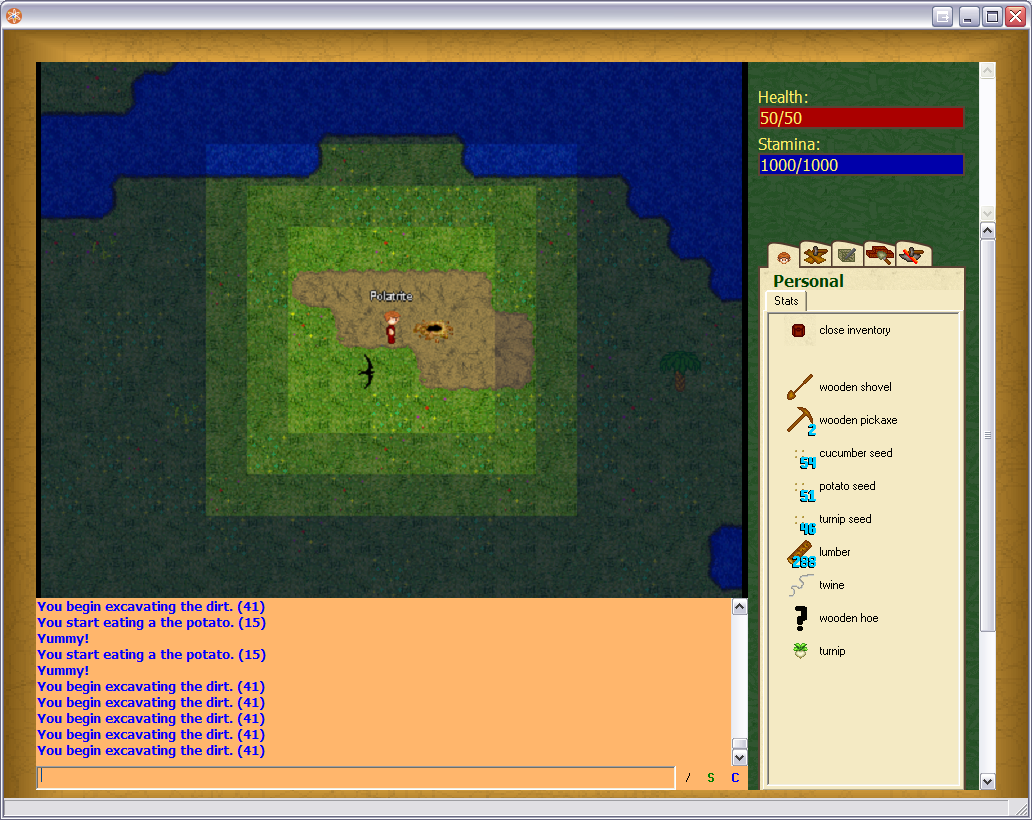 Health:
50/50
Stamina:
1000/1000
Polatrite
Personal
Stats
close inventory
wooden shovel
wooden pickaxe
2
cucumber seed
54
potato seed
51
turnip seed
46
lumber
288
twine
wooden hoe
?
turnip
You begin excavating the dirt. (41)
You start eating a the potato. (15)
Yummy!
You start eating a the potato. (15)
Yummy!
You begin excavating the dirt. (41)
You begin excavating the dirt. (41)
You begin excavating the dirt. (41)
You begin excavating the dirt. (41)
You begin excavating the dirt. (41)
/ S C